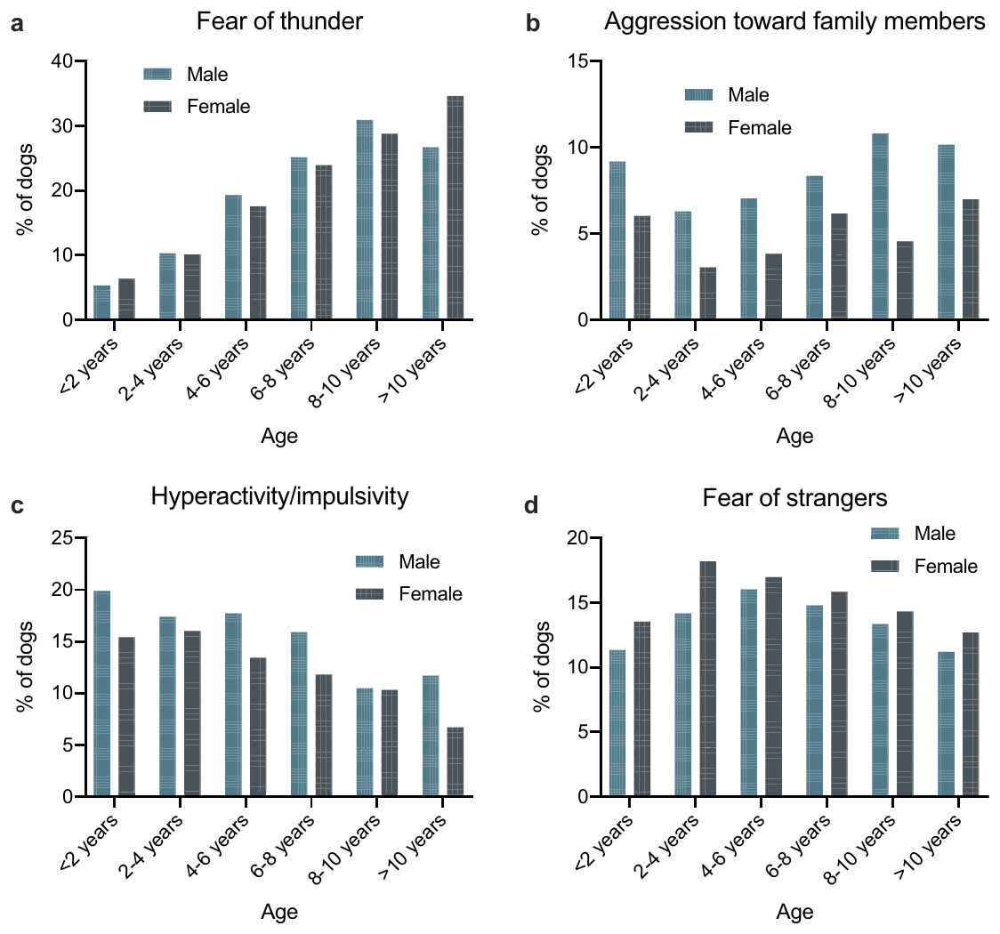 a
Fear of thunder
Male
Female
% of dogs
40
30
20
10
0
<2 years
2-4 years
4-6 years
6-8 years
8-10 years
>10 years
Age
b
Aggression toward family members
Male
Female
% of dogs
15
10
5
0
<2 years
2-4 years
4-6 years
6-8 years
8-10 years
>10 years
Age
c
Hyperactivity/impulsivity
Male
Female
% of dogs
25
20
15
10
5
0
<2 years
2-4 years
4-6 years
6-8 years
8-10 years
>10 years
Age
d
Fear of strangers
Male
Female
% of dogs
20
15
10
5
0
<2 years
2-4 years
4-6 years
6-8 years
8-10 years
>10 years
Age